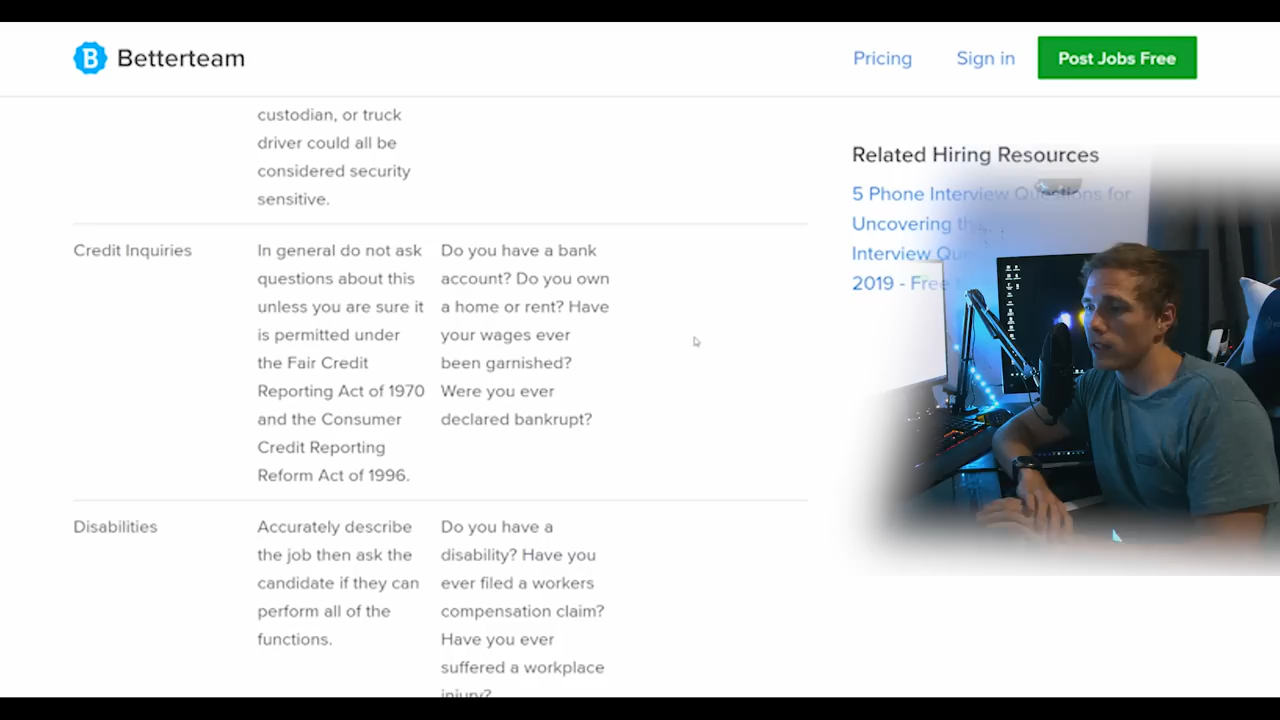 Betterteam
Pricing
Sign in
Post Jobs Free
custodian, or truck
driver could all be
considered security
sensitive.
Credit Inquiries
In general do not ask
questions about this
unless you are sure it
is permitted under
the Fair Credit
Reporting Act of 1970
and the Consumer
Credit Reporting
Reform Act of 1996.
Do you have a bank
account? Do you own
a home or rent? Have
your wages ever
been garnished?
Were you ever
declared bankrupt?
Disabilities
Accurately describe
the job then ask the
candidate if they can
perform all of the
functions.
Do you have a
disability? Have you
ever filed a workers
compensation claim?
Have you ever
suffered a workplace
injury?
Related Hiring Resources
5 Phone Interview Questions for
Uncovering
Interview
2019 - Free